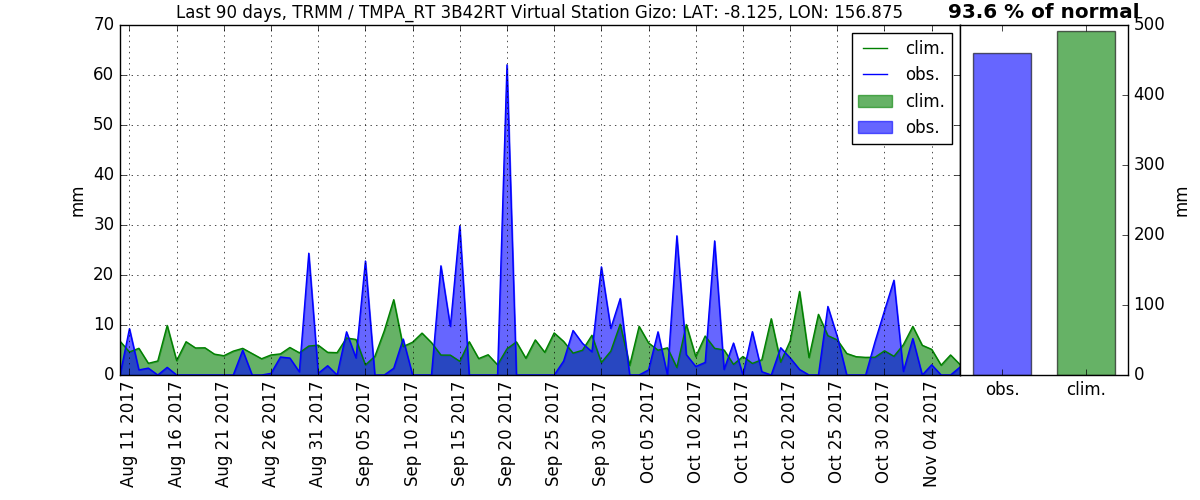 Last 90 days, TRMM / TMPA_RT 3B42RT Virtual Station Gizo: LAT: -8.125, LON: 156.875
93.6 % of normal
70
60
50
40
30
20
10
0
mm
clim.
obs.
clim.
obs.
Aug 11 2017
Aug 16 2017
Aug 21 2017
Aug 26 2017
Aug 31 2017
Sep 05 2017
Sep 10 2017
Sep 15 2017
Sep 20 2017
Sep 25 2017
Sep 30 2017
Oct 05 2017
Oct 10 2017
Oct 15 2017
Oct 20 2017
Oct 25 2017
Oct 30 2017
Nov 04 2017
500
400
300
200
100
0
mm
obs.
clim.